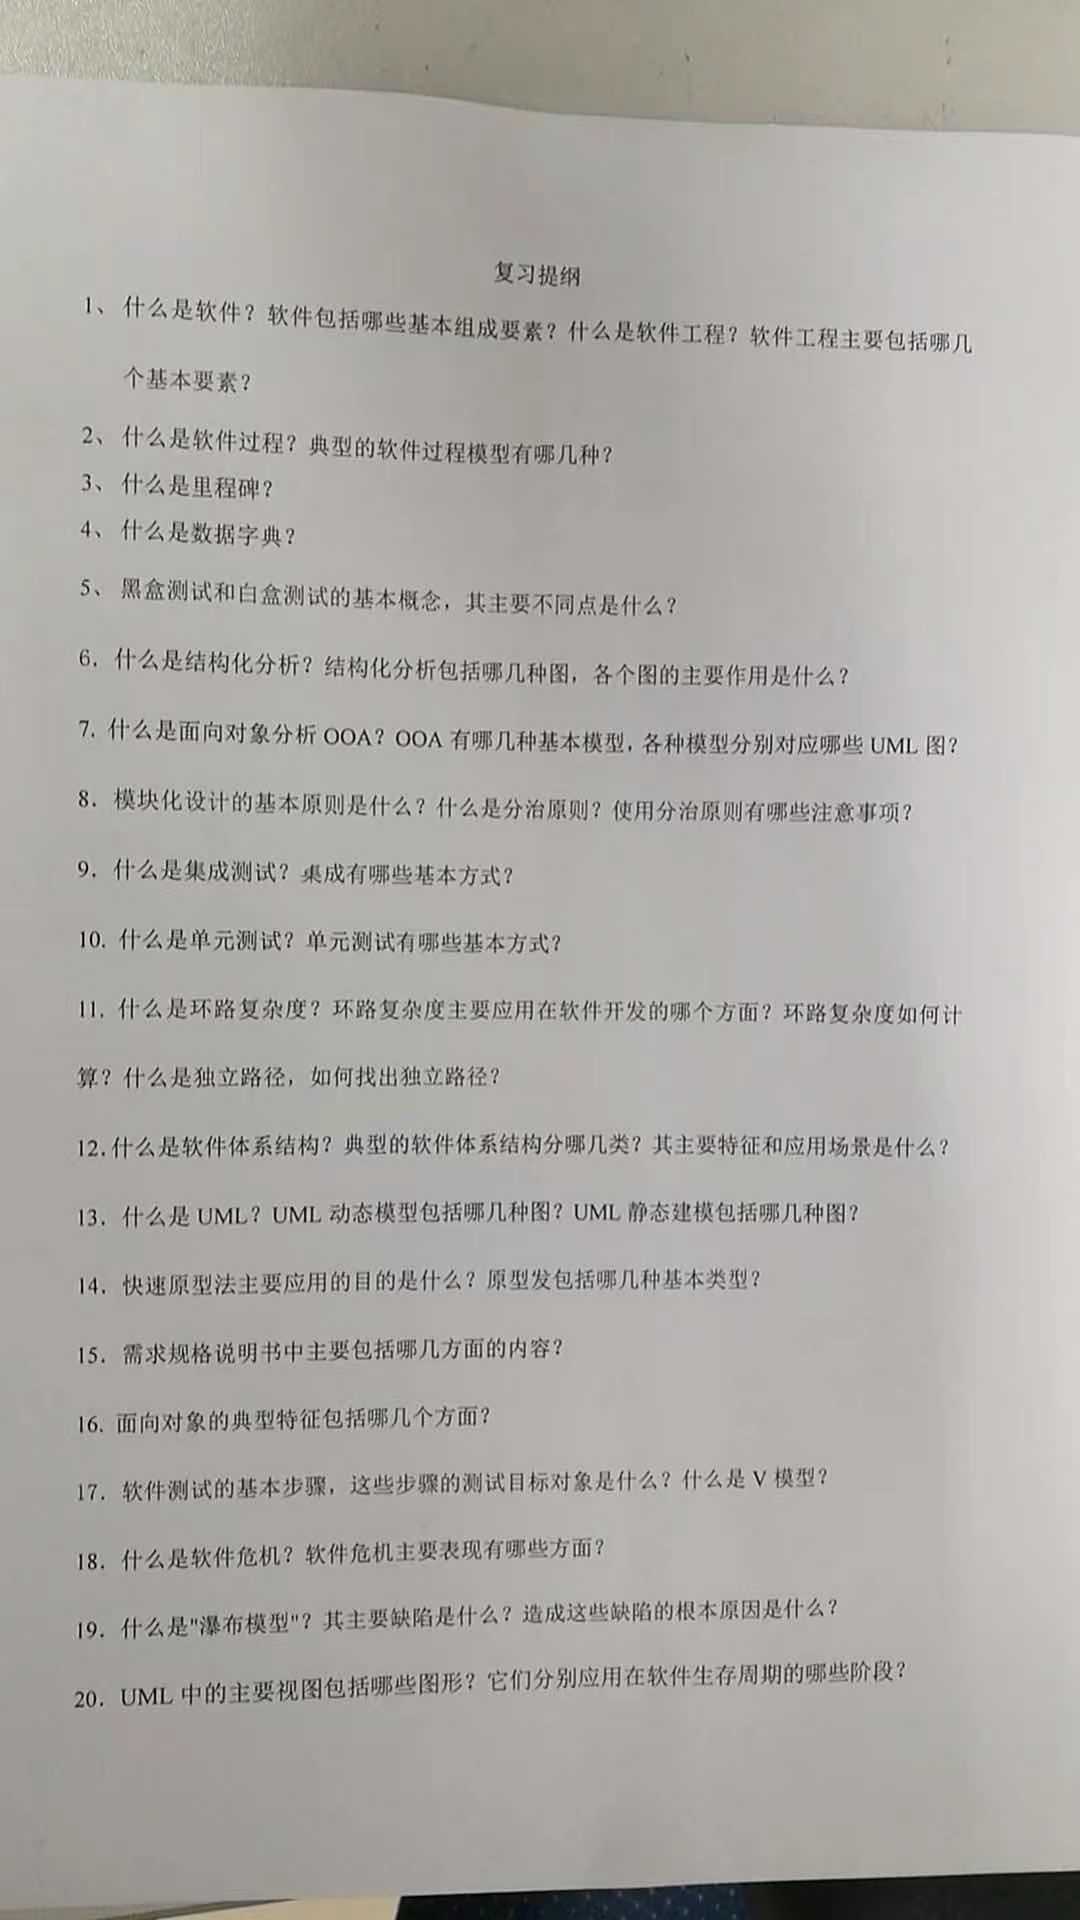 复习提纲
1、 什么是软件？软件包括哪些基本组成要素？什么是软件工程？软件工程主要包括哪几
个基本要素？
2、 什么是软件过程？典型的软件过程模型有哪几种？
3、 什么是里程碑？
4、 什么是数据字典？
5、 黑盒测试和白盒测试的基本概念，其主要不同点是什么？
6．什么是结构化分析？结构化分析包括哪几种图，各个图的主要作用是什么？
7. 什么是面向对象分析 OOA？OOA 有哪几种基本模型，各种模型分别对应哪些 UML 图？
8．模块化设计的基本原则是什么？什么是分治原则？使用分治原则有哪些注意事项？
9．什么是集成测试？集成有哪些基本方式？
10. 什么是单元测试？单元测试有哪些基本方式？
11. 什么是环路复杂度？环路复杂度主要应用在软件开发的哪个方面？环路复杂度如何计
算？什么是独立路径，如何找出独立路径？
12.什么是软件体系结构？典型的软件体系结构分哪几类？其主要特征和应用场景是什么？
13．什么是 UML？UML 动态模型包括哪几种图？UML 静态建模包括哪几种图？
14．快速原型法主要应用的目的是什么？原型发包括哪几种基本类型？
15．需求规格说明书中主要包括哪几方面的内容？
16. 面向对象的典型特征包括哪几个方面？
17．软件测试的基本步骤，这些步骤的测试目标对象是什么？什么是 V 模型？
18．什么是软件危机？软件危机主要表现有哪些方面？
19．什么是"瀑布模型"？其主要缺陷是什么？造成这些缺陷的根本原因是什么？
20．UML 中的主要视图包括哪些图形？它们分别应用在软件生存周期的哪些阶段？